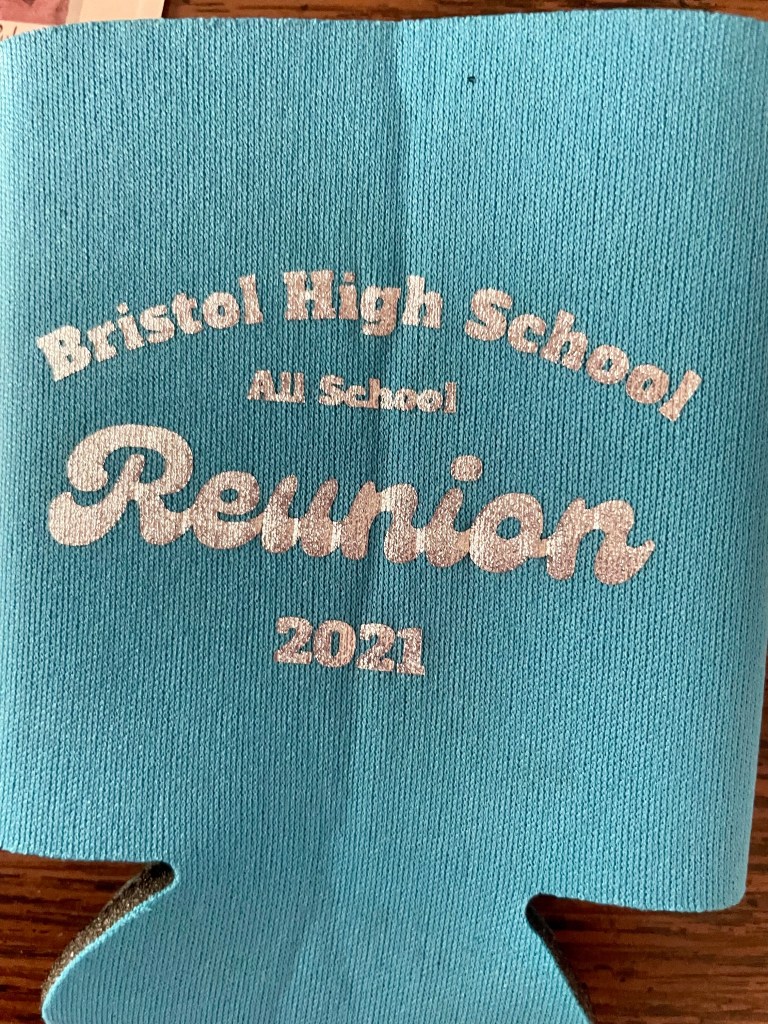 Bristol High School
All School
Reunion
2021